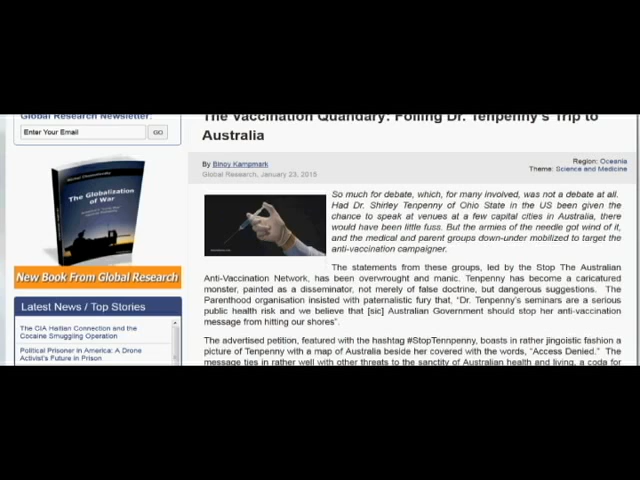 Global Research Newsletter:
Enter Your Email GO
The Globalization
of War
New Book From Global Research
Latest News / Top Stories
The CIA Haitian Connection and the
Cocaine Smuggling Operation
Political Prisoner in America: A Drone
Activist's Future in Prison
The Vaccination Quandary: Foiling Dr. Tenpenny's Trip to
Australia
By Binoy Kampmark
Global Research, January 23, 2015
Region: Oceania
Theme: Science and Medicine
So much for debate, which, for many involved, was not a debate at all.
Had Dr. Shirley Tenpenny of Ohio State in the US been given the
chance to speak at venues at a few capital cities in Australia, there
would have been little fuss. But the armies of the needle got wind of it,
and the medical and parent groups down-under mobilized to target the
anti-vaccination campaigner.
The statements from these groups, led by the Stop The Australian
Anti-Vaccination Network, has been unerringly and manic. Tenpenny has become a caricatured
monster, painted as a disseminator, not merely of false doctrine, but dangerous suggestions. The
Parenthood organisation insisted with paternalistic fury that, "Dr. Tenpenny's seminars are a serious
public health risk and we believe that [sic] Australian Government should stop her anti-vaccination
message from hitting our shores".
The advertised petition, featured with the hashtag #StopTennpenny, boasts in rather jingoistic fashion a
picture of Tenpenny with a map of Australia beside her covered with the words, "Access Denied." The
message ties in rather well with other threats to the sanctity of Australian health and living, a coda for